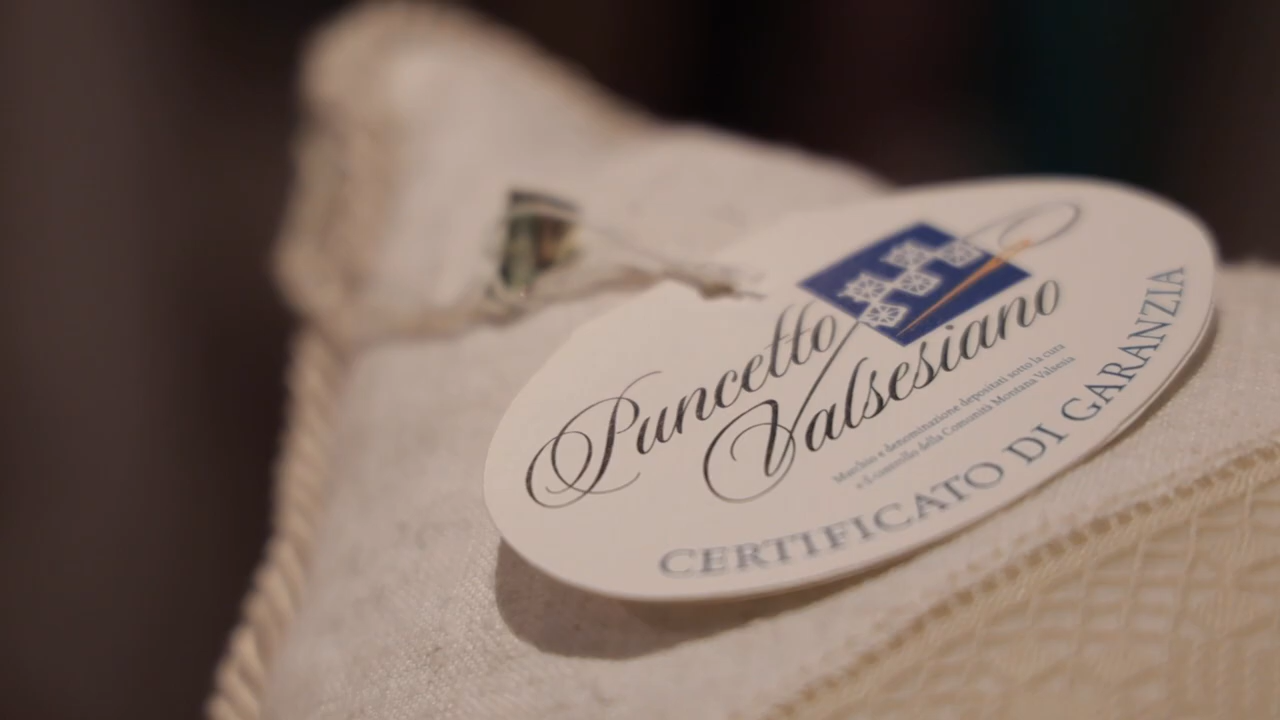 Puncetto
Valsesiano
Marchio e denominazione depositati sotto la cura
e il controllo della Comunità Montana Valsesia
CERTIFICATO DI GARANZIA